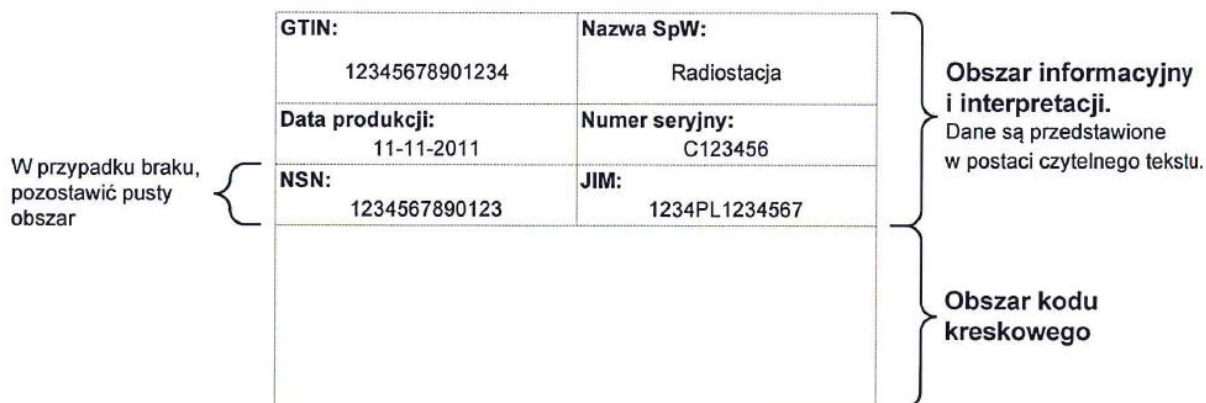 GTIN:
12345678901234
Nazwa SpW:
Radiostacja
Data produkcji:
11-11-2011
Numer seryjny:
C123456
NSN:
1234567890123
JIM:
1234PL1234567
W przypadku braku,
pozostawić pusty
obszar
Obszar informacyjny
i interpretacji.
Dane są przedstawione
w postaci czytelnego tekstu.
Obszar kodu
kreskowego